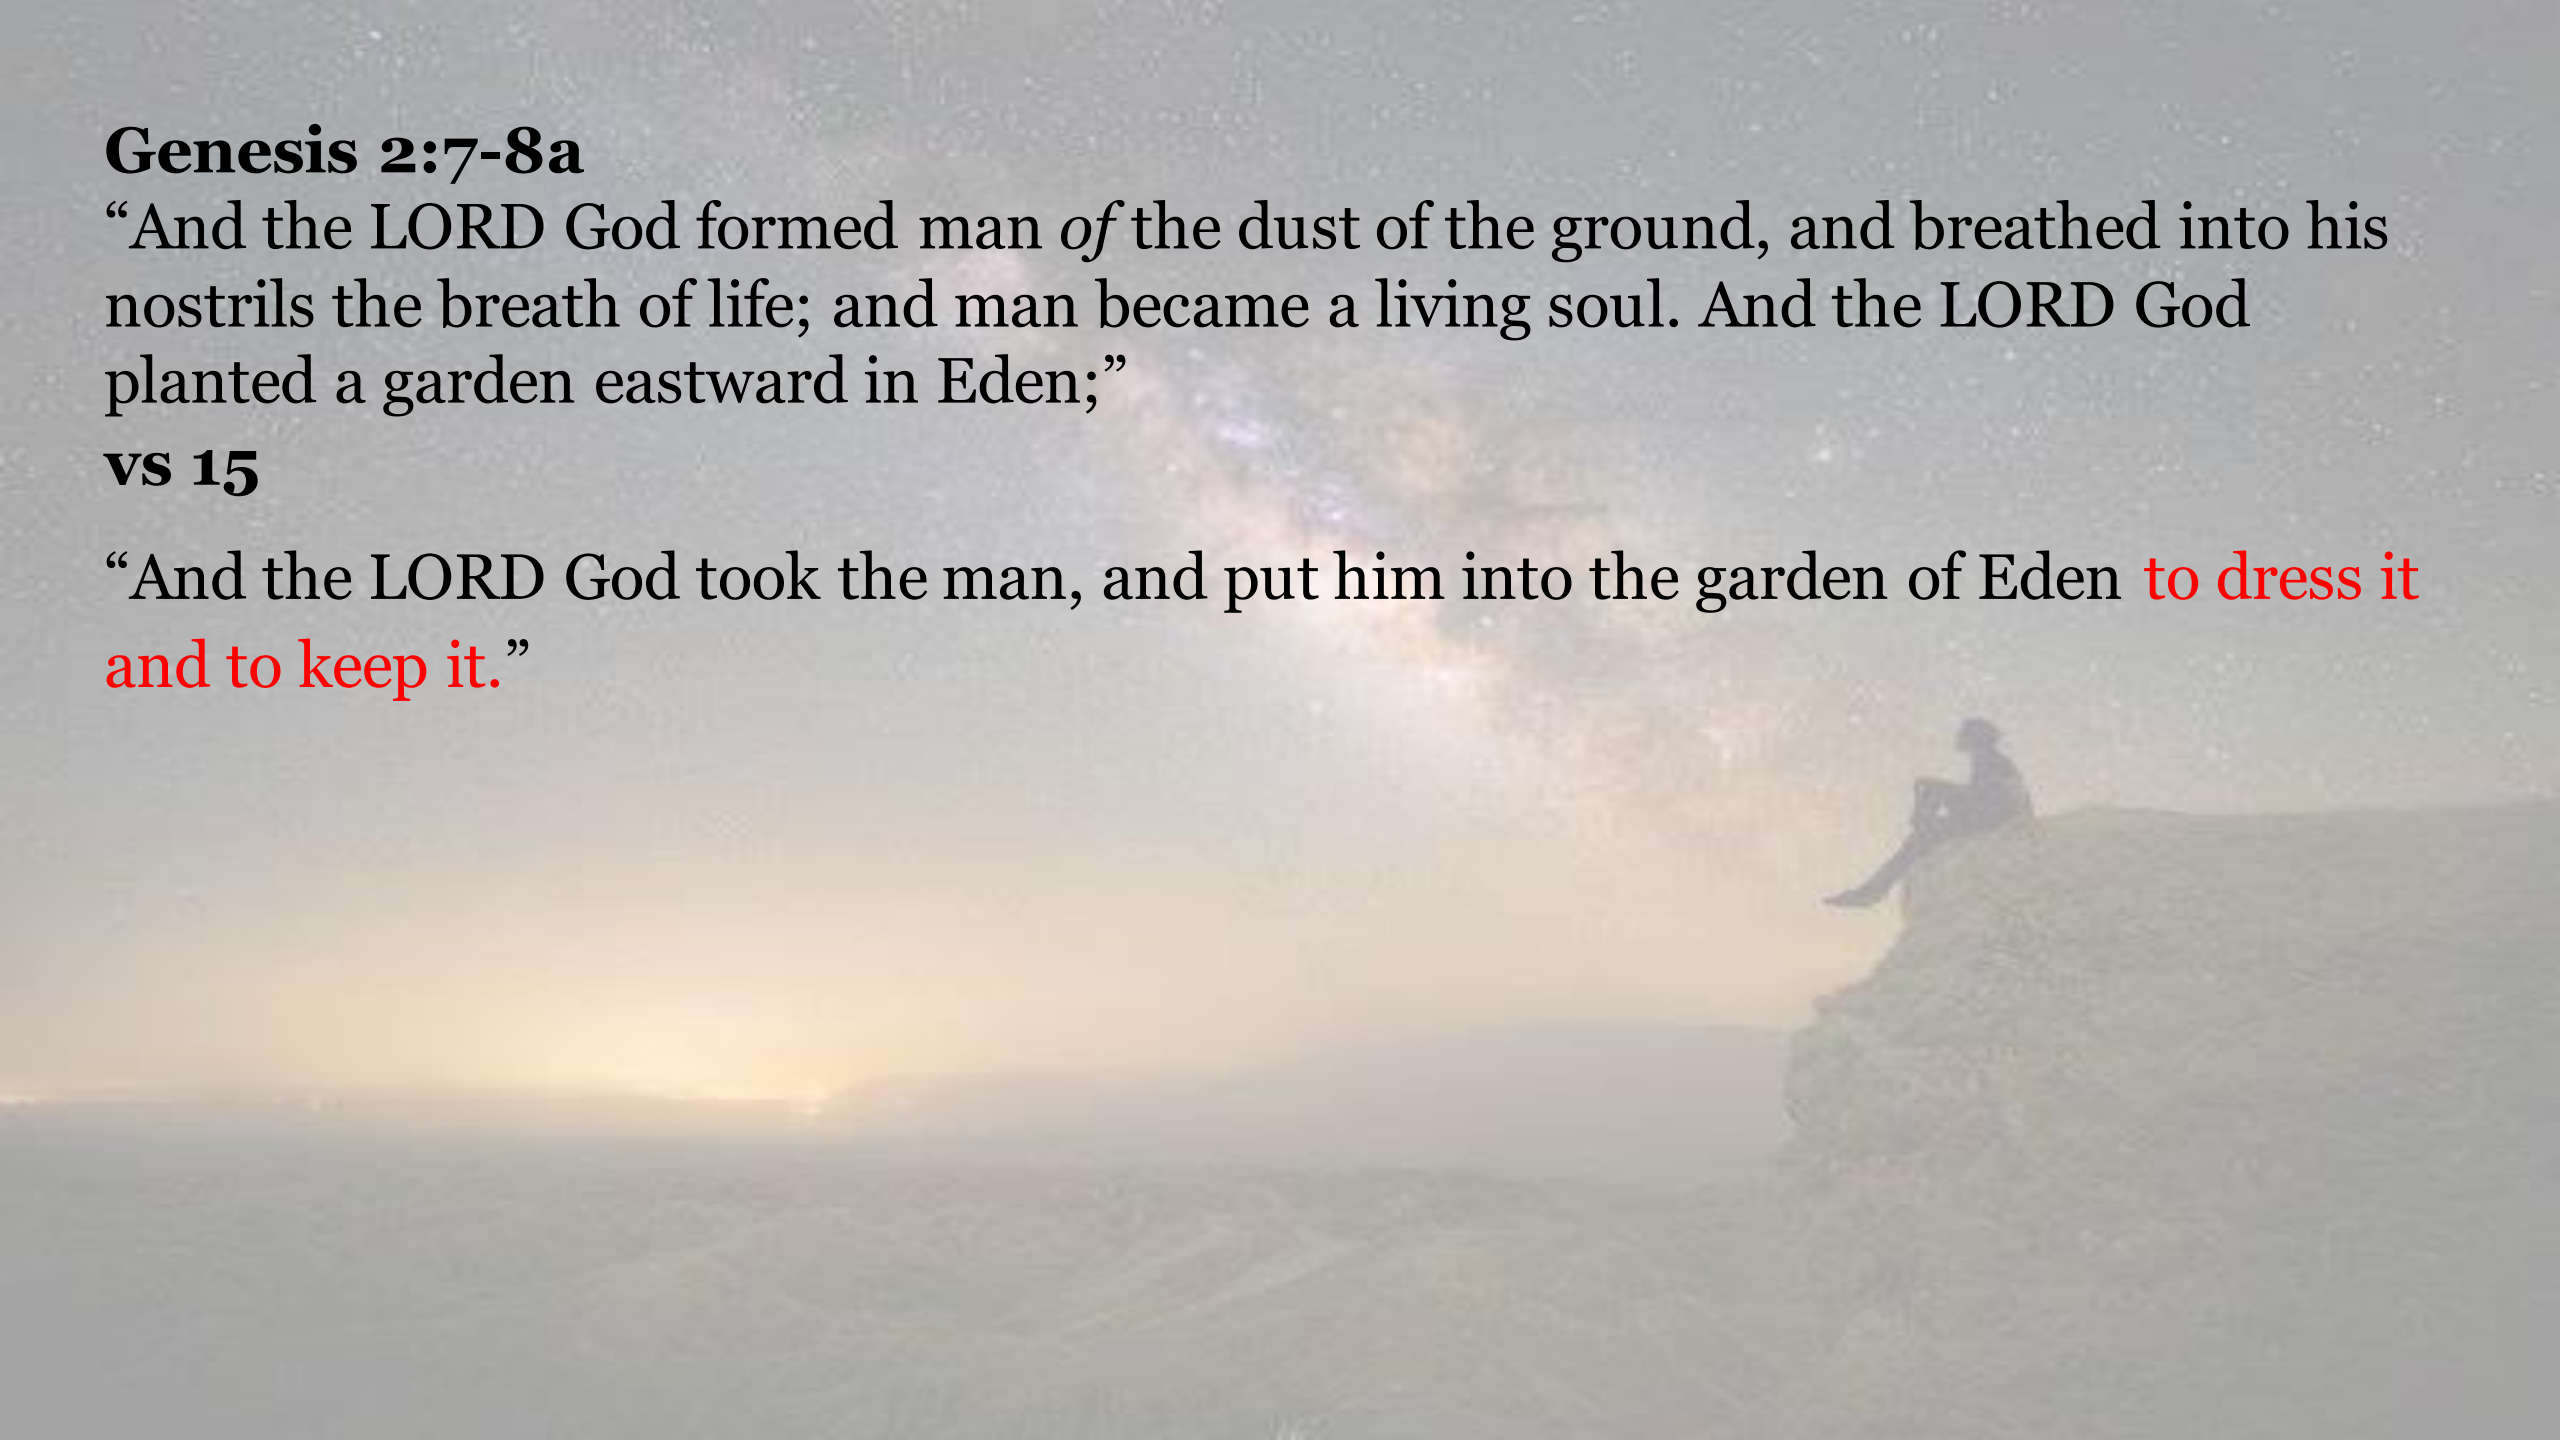 Genesis 2:7-8a
“And the LORD God formed man of the dust of the ground, and breathed into his
nostrils the breath of life; and man became a living soul. And the LORD God
planted a garden eastward in Eden;”
vs 15
“And the LORD God took the man, and put him into the garden of Eden to dress it
and to keep it.”